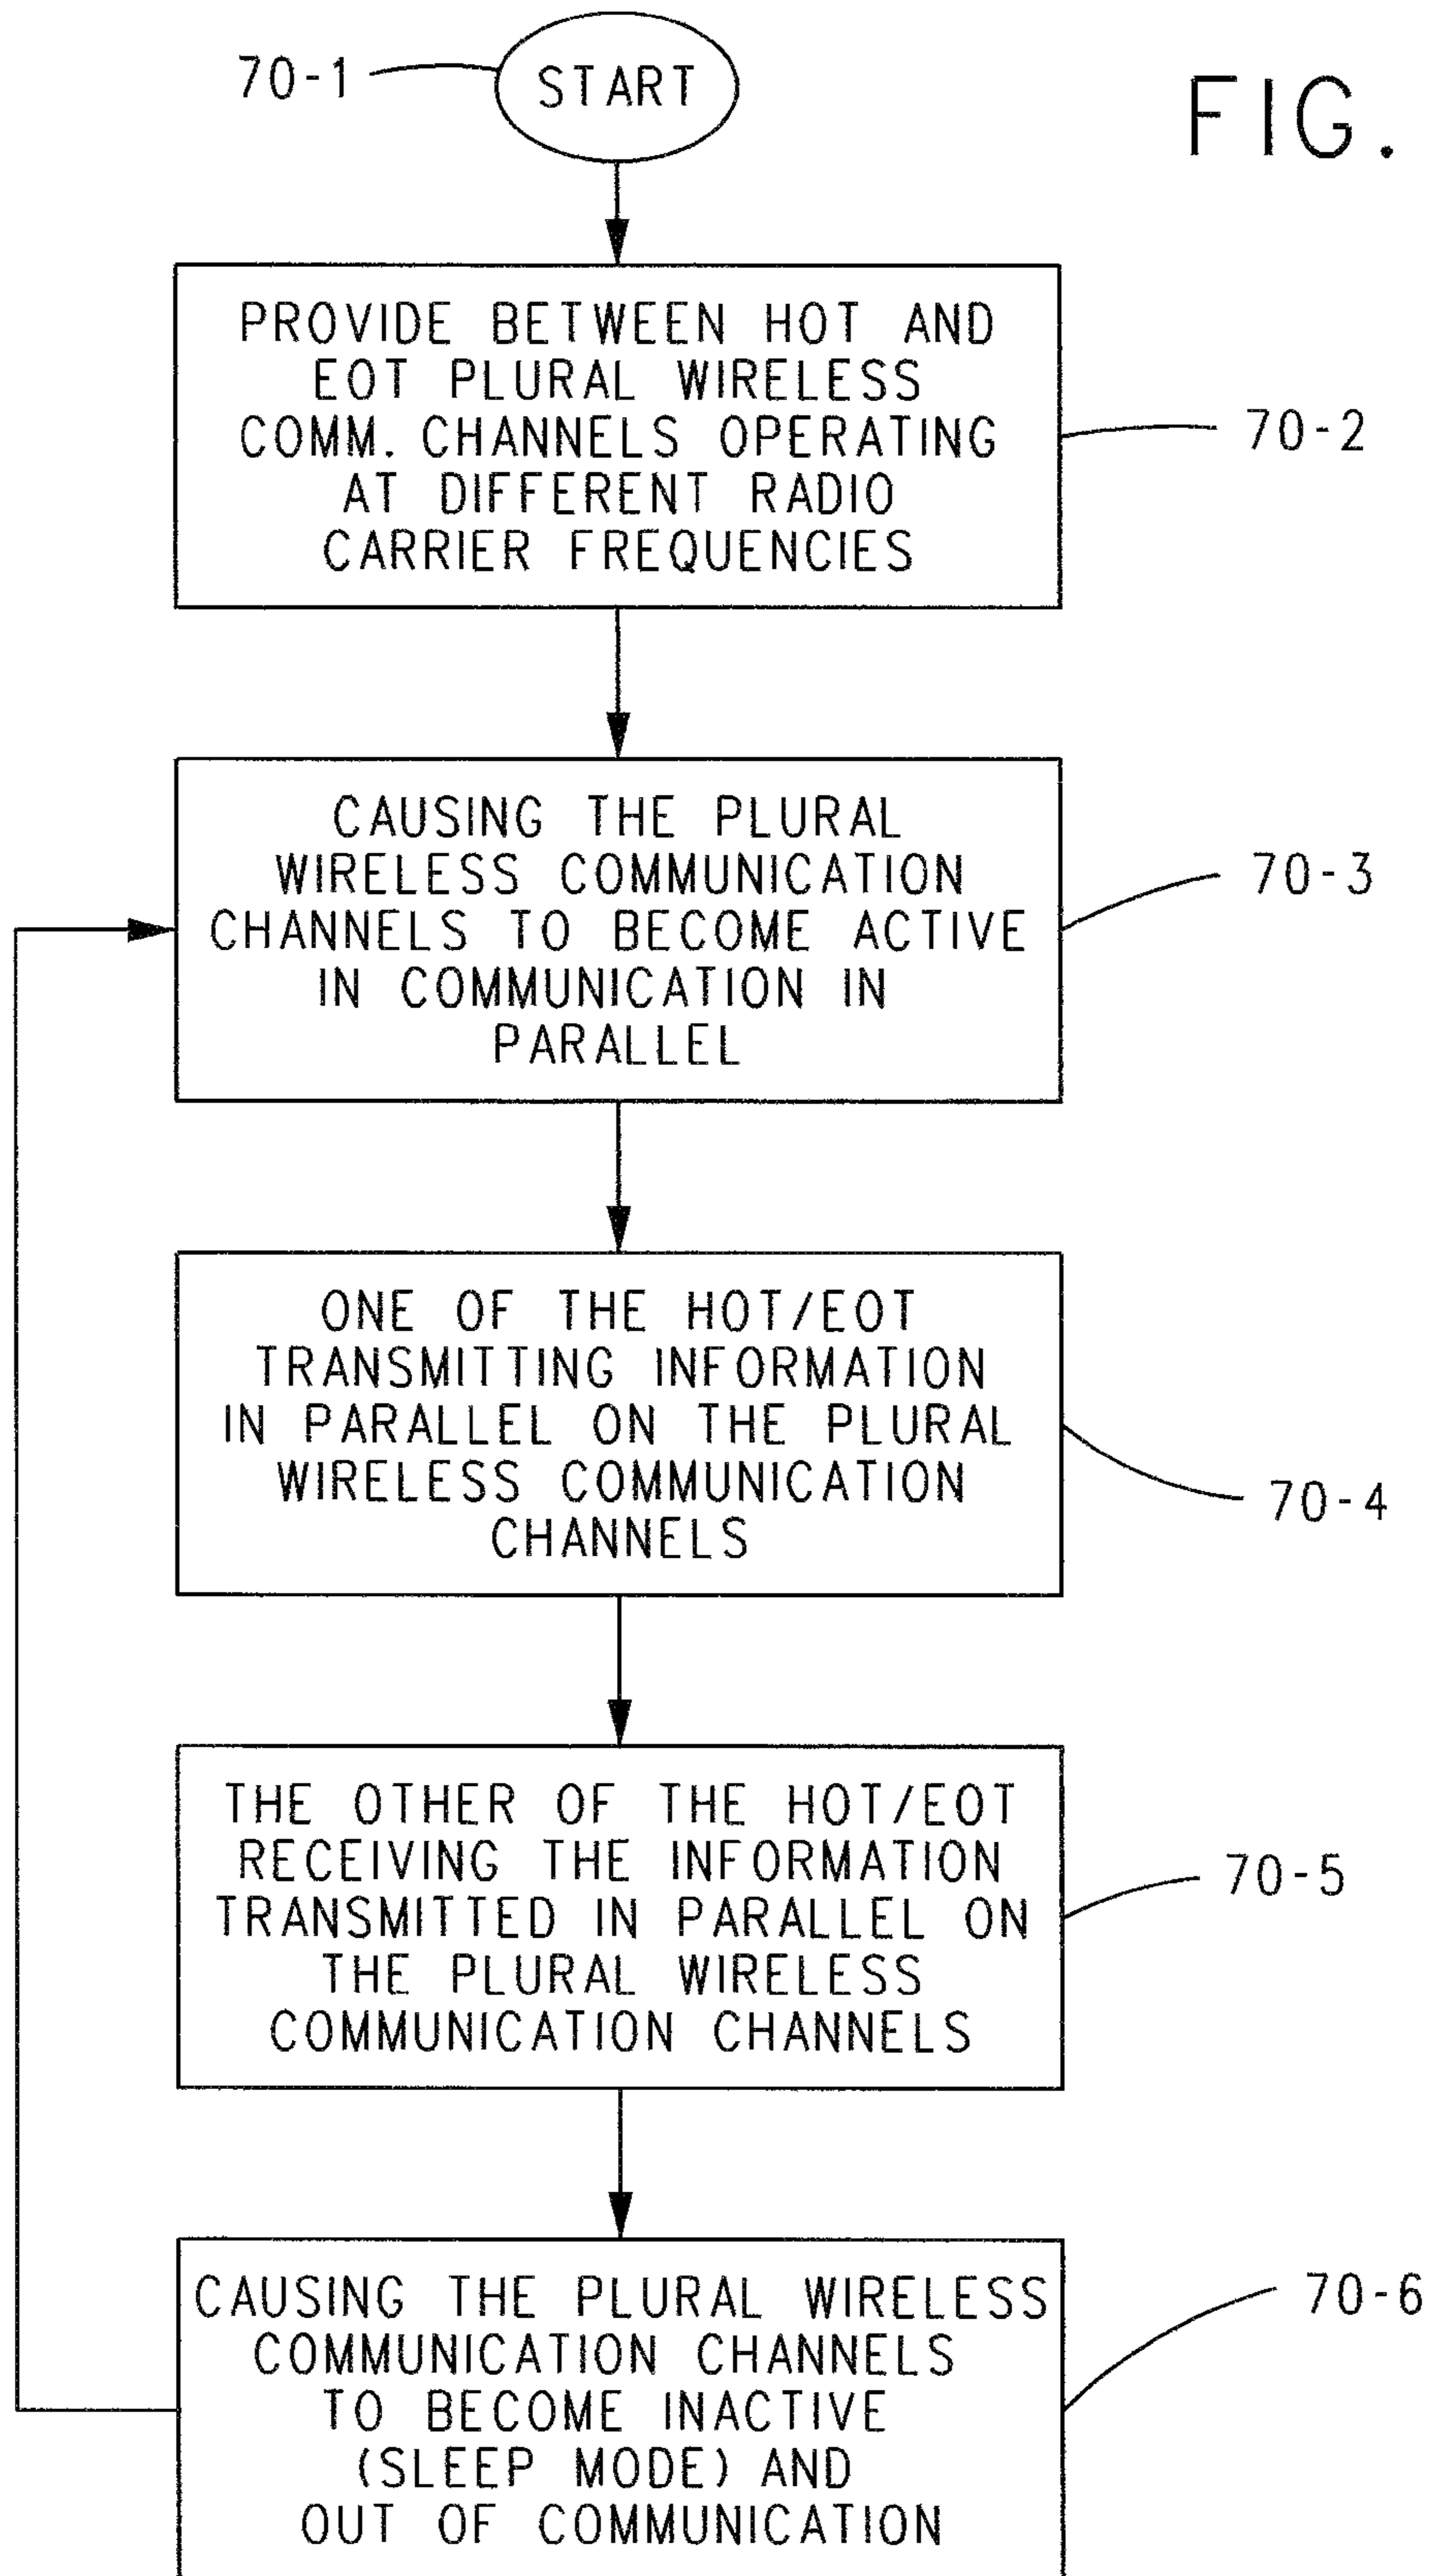 70-1
START
FIG.
PROVIDE BETWEEN HOT AND
EOT PLURAL WIRELESS
COMM. CHANNELS OPERATING
AT DIFFERENT RADIO
CARRIER FREQUENCIES
70-2
CAUSING THE PLURAL
WIRELESS COMMUNICATION
CHANNELS TO BECOME ACTIVE
IN COMMUNICATION IN
PARALLEL
70-3
ONE OF THE HOT/EOT
TRANSMITTING INFORMATION
IN PARALLEL ON THE PLURAL
WIRELESS COMMUNICATION
CHANNELS
70-4
THE OTHER OF THE HOT/EOT
RECEIVING THE INFORMATION
TRANSMITTED IN PARALLEL ON
THE PLURAL WIRELESS
COMMUNICATION CHANNELS
70-5
CAUSING THE PLURAL WIRELESS
COMMUNICATION CHANNELS
TO BECOME INACTIVE
(SLEEP MODE) AND
OUT OF COMMUNICATION
70-6